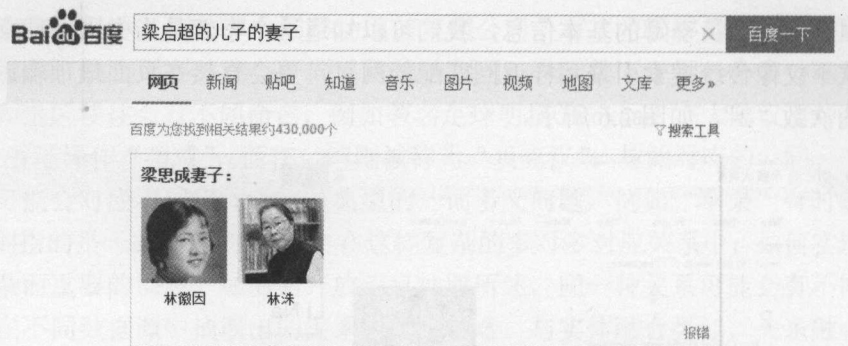 Bai du 百度 梁启超的儿子的妻子 × 百度一下
网页 新闻 贴吧 知道 音乐 图片 视频 地图 文库 更多»
百度为您找到相关结果约430,000个 搜索工具
梁思成妻子：
林徽因 林洙
报错